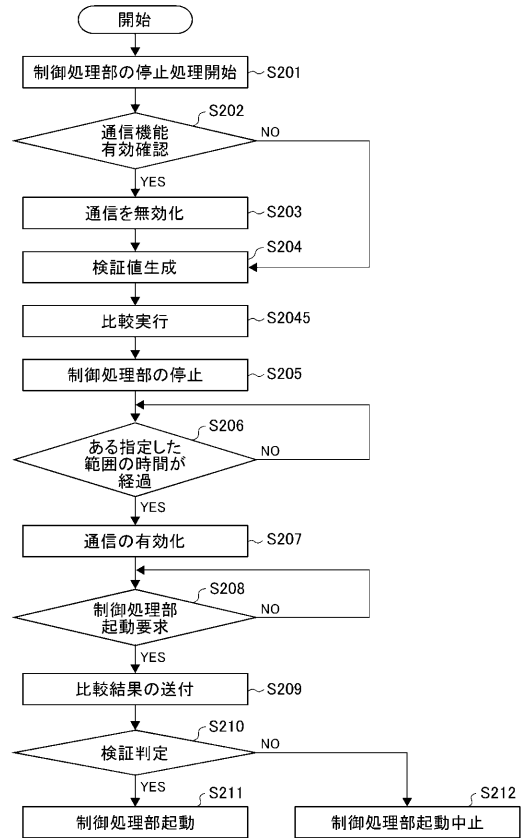 開始
制御処理部の停止処理開始
S201
S202
通信機能
有効確認
NO
YES
通信を無効化
S203
S204
検証値生成
比較実行
S2045
制御処理部の停止
S205
S206
ある指定した
範囲の時間が
経過
NO
YES
通信の有効化
S207
S208
制御処理部
起動要求
NO
YES
比較結果の送付
S209
S210
検証判定
NO
YES
S211
S212
制御処理部起動
制御処理部起動中止